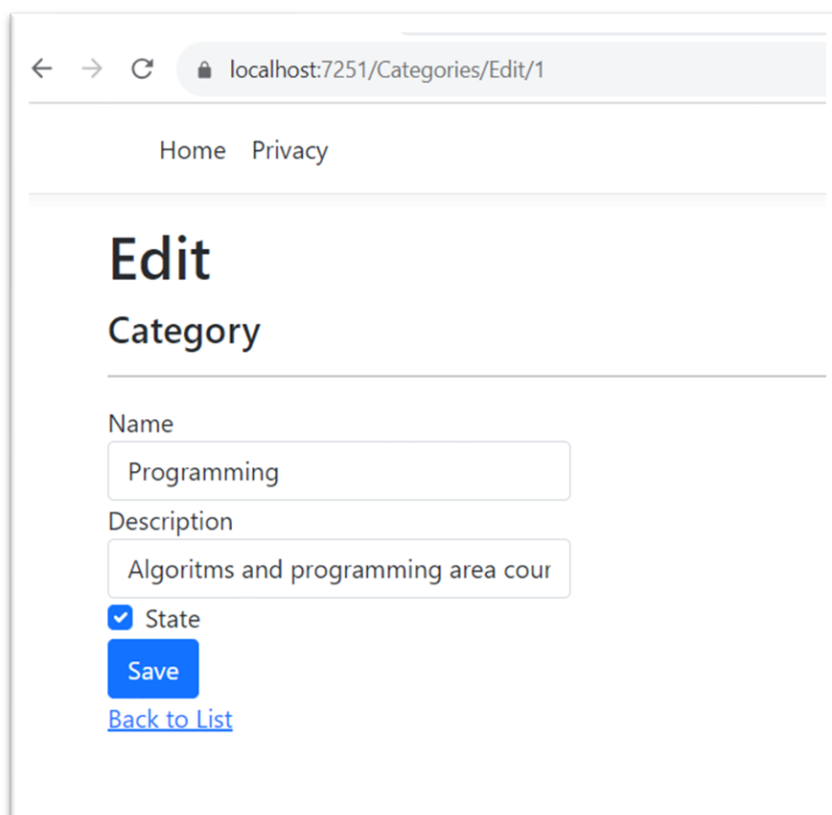 localhost:7251/Categories/Edit/1
Home Privacy
Edit
Category
Name
Programming
Description
Algoritms and programming area cour
State
Save
Back to List